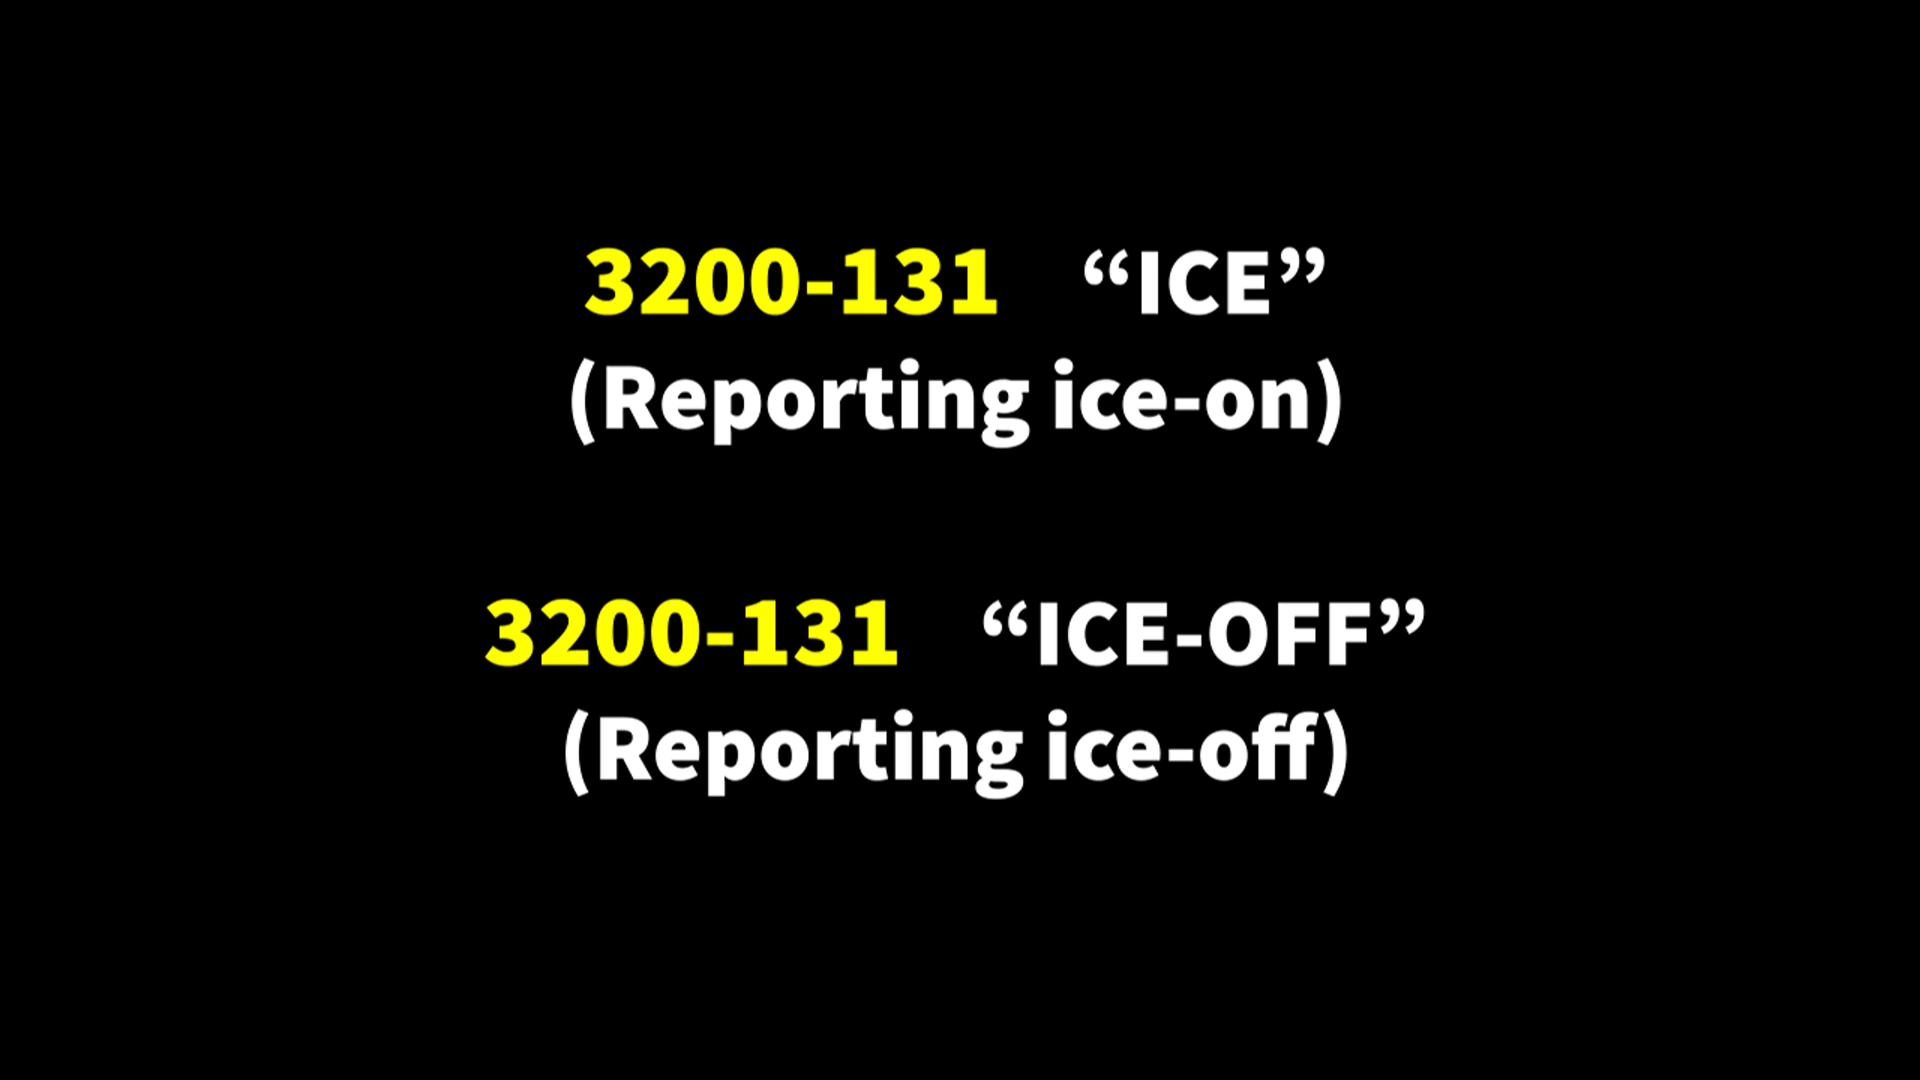 3200-131 “ICE”
(Reporting ice-on)
3200-131 “ICE-OFF”
(Reporting ice-off)